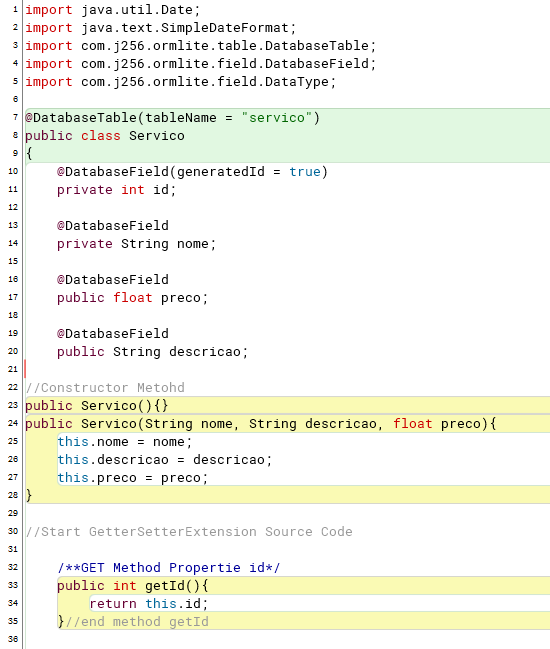 1 import java.util.Date;
2 import java.text.SimpleDateFormat;
3 import com.j256.ormlite.table.DatabaseTable;
4 import com.j256.ormlite.field.DatabaseField;
5 import com.j256.ormlite.field.DataType;
6
7 @DatabaseTable(tableName = "servico")
8 public class Servico
9 {
10 @DatabaseField(generatedId = true)
11 private int id;
12
13 @DatabaseField
14 private String nome;
15
16 @DatabaseField
17 public float preco;
18
19 @DatabaseField
20 public String descricao;
21
22 //Constructor Metohd
23 public Servico(){}
24 public Servico(String nome, String descricao, float preco){
25 this.nome = nome;
26 this.descricao = descricao;
27 this.preco = preco;
28 }
29
30 //Start GetterSetterExtension Source Code
31
32 /**GET Method Propertie id*/
33 public int getId(){
34 return this.id;
35 }//end method getId
36